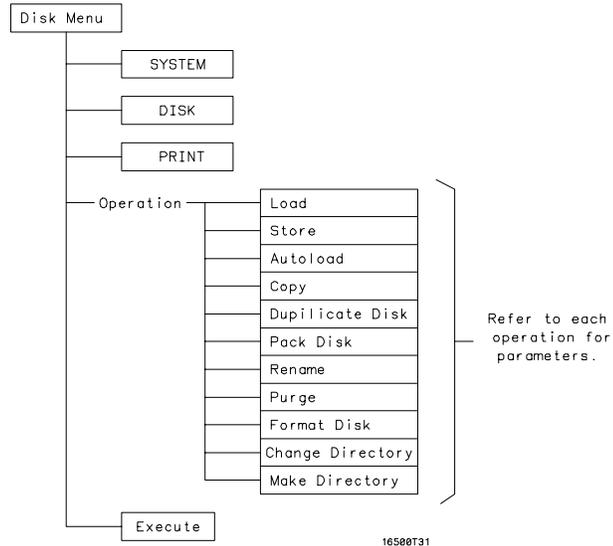 Disk Menu
SYSTEM
DISK
PRINT
Operation
Load
Store
Autoload
Copy
Dupilicate Disk
Pack Disk
Rename
Purge
Format Disk
Change Directory
Make Directory
Refer to each
operation for
parameters.
Execute
16500T31